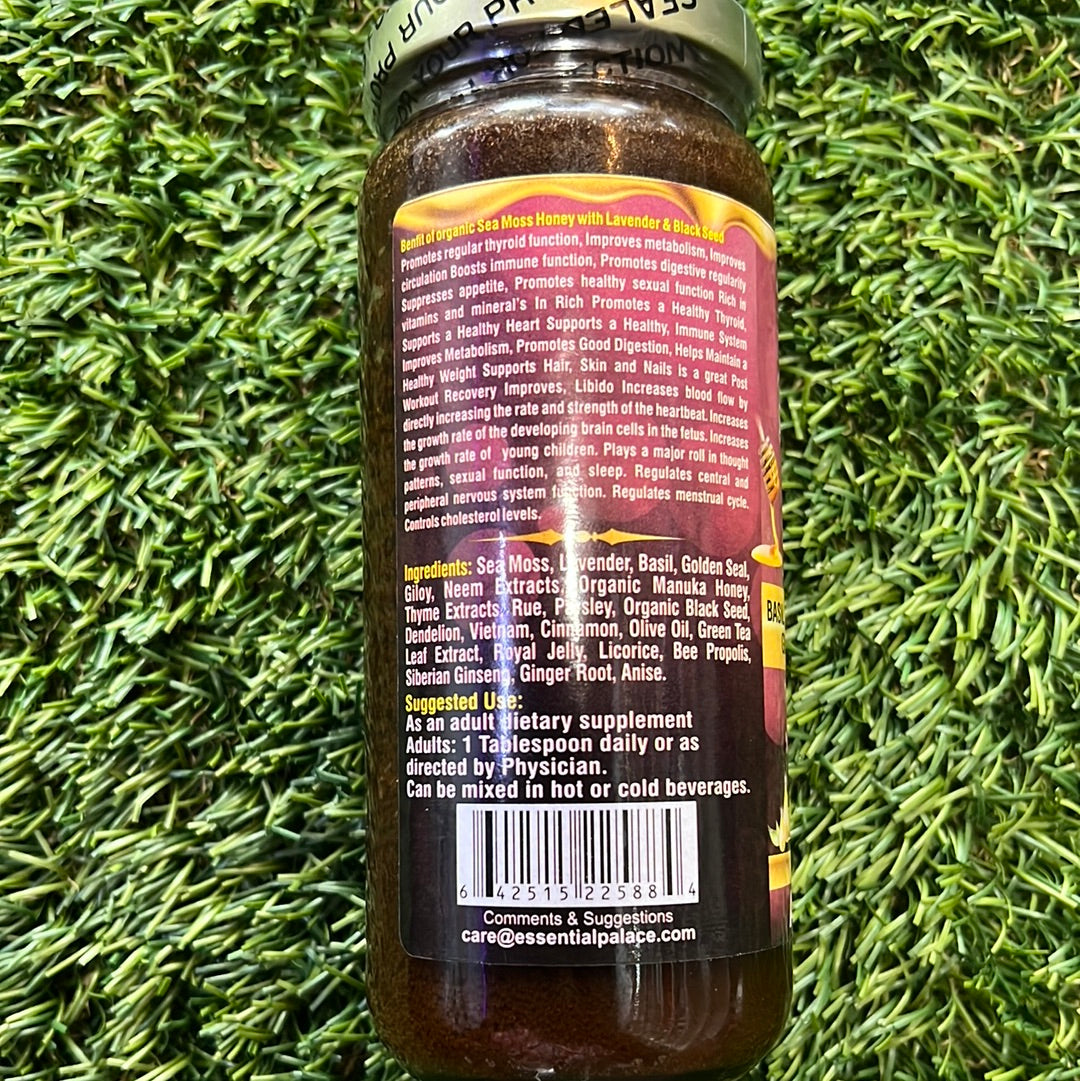 SEALED
YOUR
CTION
Benfit of organic Sea Moss Honey with Lavender & Black Seed
Promotes regular thyroid function, Improves metabolism, Improves
circulation Boosts immune function, Promotes digestive regularily
Suppresses appetite, Promotes healthy sexual function Rich in
vitamins and mineral's In Rich Promotes a Healthy Thyroid,
Supports a Healthy Heart Supports a Healthy, Immune System
Improves Metabolism, Promotes Good Digestion, Helps Maintain a
Healthy Weight Supports Hair, Skin and Nails is a great Post
Workout Recovery Improves, Libido Increases blood flow by
directly increasing the rate and strength of the heartbeat. Increases
the growth rate of the developing brain cells in the fetus. Increases
the growth rate of young children. Plays a major roll in thought
patterns, sexual function, and sleep. Regulates central and
peripheral nervous system function. Regulates menstrual cycle.
Controls cholesterol levels.
Ingredients: Sea Moss, Lavender, Basil, Golden Seal,
Giloy, Neem Extracts, Organic Manuka Honey,
Thyme Extracts, Rue, Parsley, Organic Black Seed,
Dendelion, Vietnam, Cinnamon, Olive Oil, Green Tea
Leaf Extract, Royal Jelly, Licorice, Bee Propolis,
Siberian Ginseng, Ginger Root, Anise.
Suggested Use:
As an adult dietary supplement
Adults: 1 Tablespoon daily or as
directed by Physician.
Can be mixed in hot or cold beverages.
6 42515 22588 4
Comments & Suggestions
care@essentialpalace.com